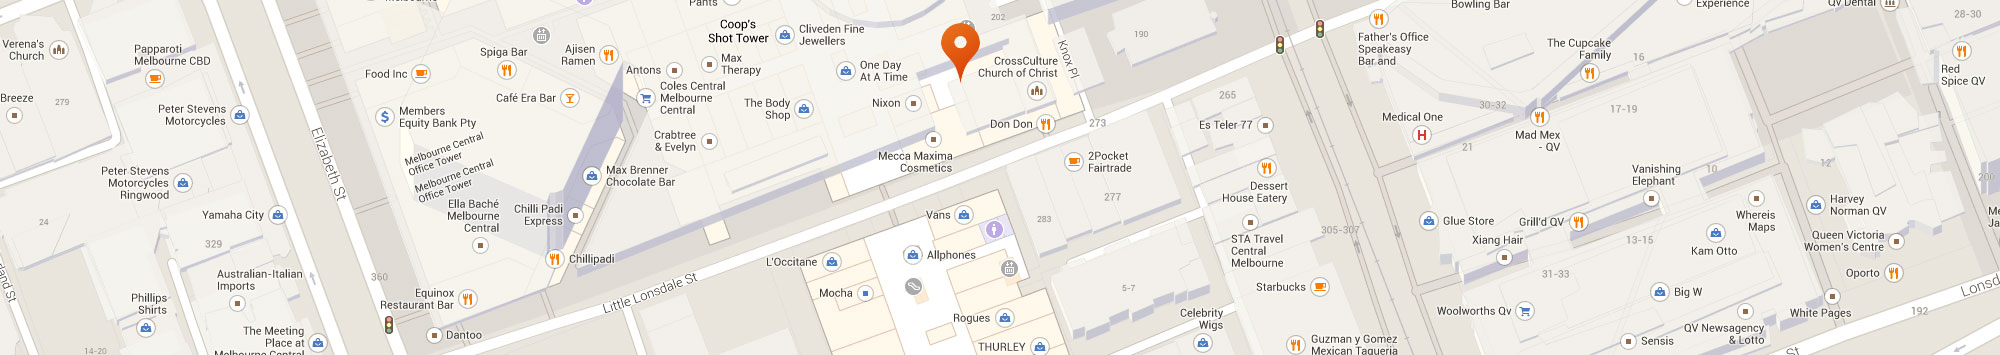 Melbourne
Pants
202
Bowling Bar
Experience
QV Dental
28-30
Verena's
Church
Papparoti
Melbourne CBD
Spiga Bar
Ajisen
Ramen
Coop's
Shot Tower
Cliveden Fine
Jewellers
Knox Pl
190
Father's Office
Speakeasy
Bar and
The Cupcake
Family
16
Food Inc
Antons
Max
Therapy
One Day
At A Time
CrossCulture
Church of Christ
Red
Spice QV
Breeze
279
Peter Stevens
Motorcycles
Café Era Bar
Coles Central
Melbourne
Central
The Body
Shop
Nixon
265
30-32
17-19
Members
Equity Bank Pty
Medical One
Don Don
273
Es Teler 77
Mad Mex
- QV
Elizabeth St
Melbourne Central
Office Tower
Crabtree
& Evelyn
Mecca Maxima
Cosmetics
2Pocket
Fairtrade
21
10
Peter Stevens
Motorcycles
Ringwood
Melbourne Central
Office Tower
Max Brenner
Chocolate Bar
Dessert
House Eatery
Vanishing
Elephant
200
24
Yamaha City
Ella Baché
Melbourne
Central
Chilli Padi
Express
Vans
283
277
305-307
Glue Store
Grill'd QV
Whereis
Maps
Harvey
Norman QV
329
STA Travel
Central
Melbourne
Xiang Hair
13-15
Kam Otto
Queen Victoria
Women's Centre
Australian-Italian
Imports
360
Chillipadi
L'Occitane
Allphones
31-33
Oporto
Phillips
Shirts
Equinox
Restaurant Bar
Little Lonsdale St
Mocha
5-7
Starbucks
Big W
Woolworths Qv
White Pages
192
Lonsd
The Meeting
Place at
Melbourne Central
Dantoo
Rogues
Celebrity
Wigs
QV Newsagency
& Lotto
14-20
THURLEY
Guzman y Gomez
Mexican Taqueria
Sensis
St